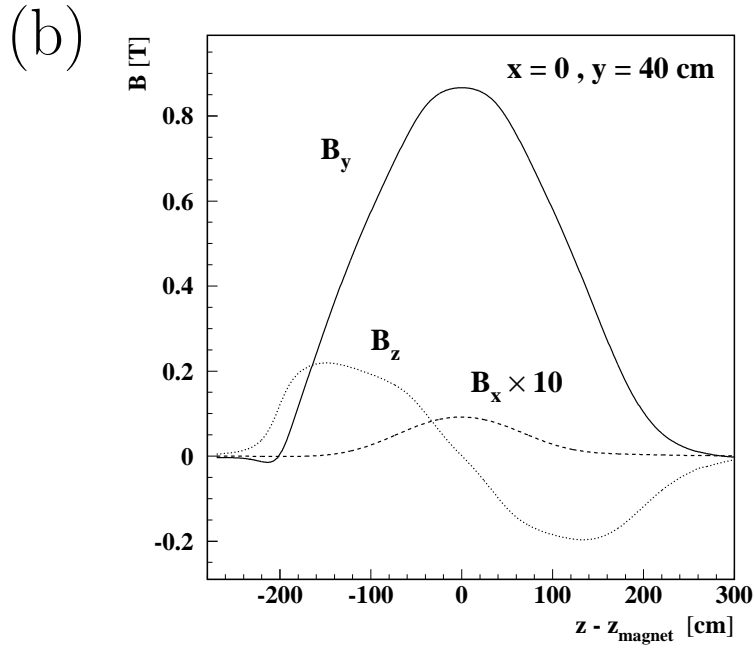 (b)
B [T]
x = 0 , y = 40 cm
0.8
B_y
0.6
0.4
B_z
0.2
B_x × 10
0
-0.2
-200 -100 0 100 200 300
z - z_magnet [cm]